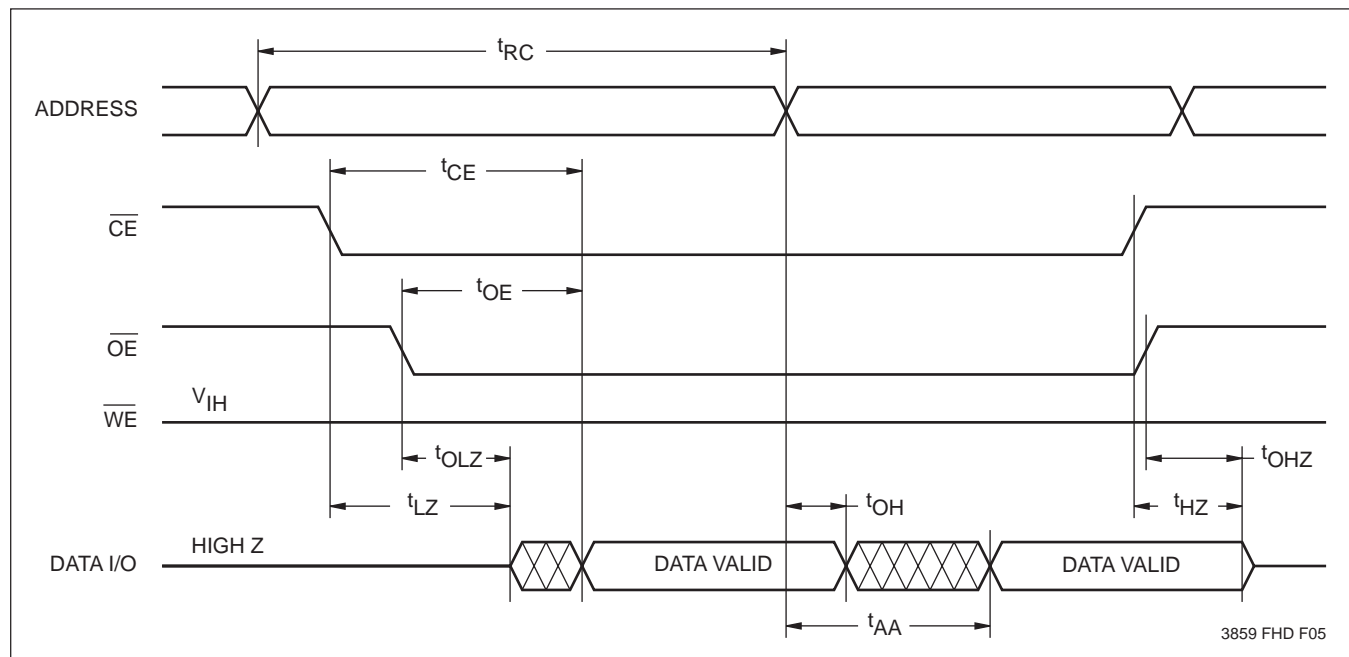 tRC
ADDRESS
tCE
CE
tOE
OE
VIH
WE
tOLZ
tOHZ
tLZ
tOH
tHZ
HIGH Z
DATA I/O
DATA VALID
DATA VALID
tAA
3859 FHD F05